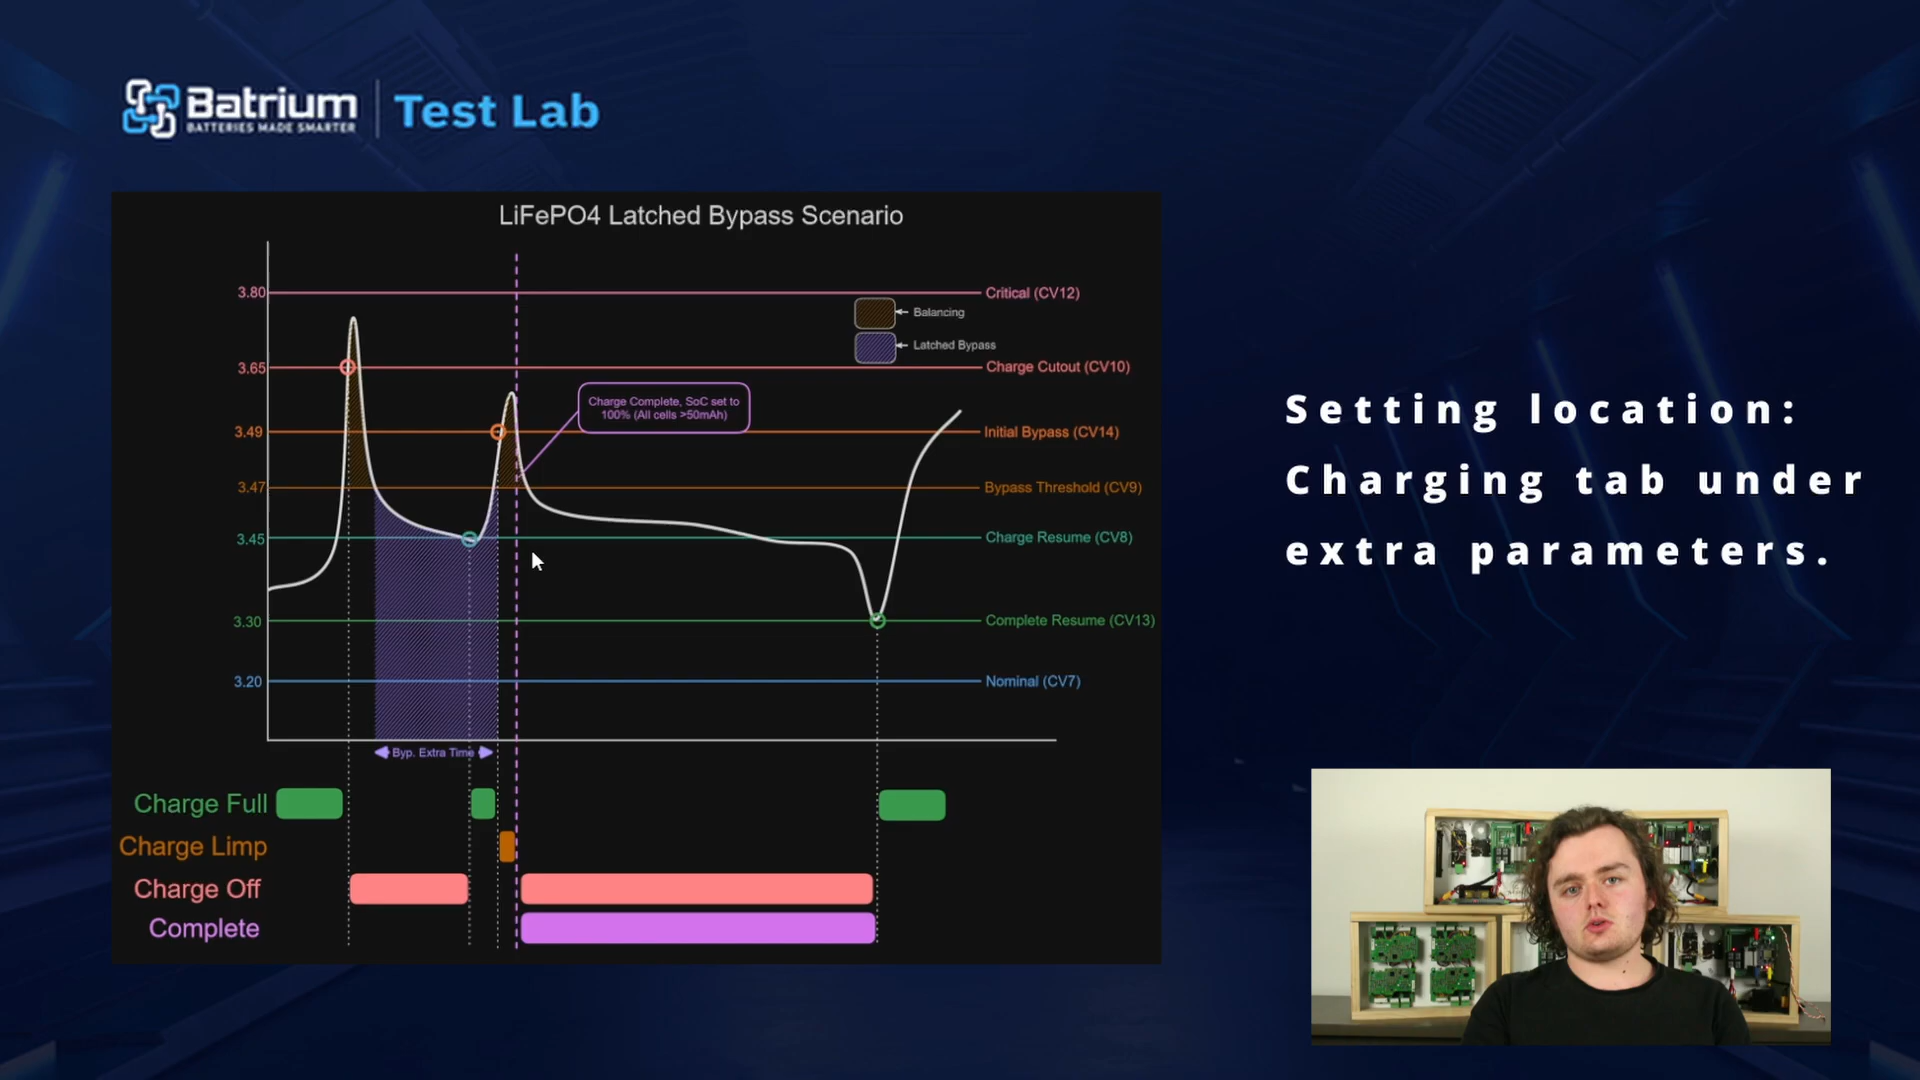 Batrium
BATTERIES MADE SMARTER
Test Lab
LiFePO4 Latched Bypass Scenario
3.80
Critical (CV12)
Balancing
Latched Bypass
3.65
Charge Cutout (CV10)
Charge Complete, SoC set to
100% (All cells >50mAh)
3.49
Initial Bypass (CV14)
3.47
Bypass Threshold (CV9)
3.45
Charge Resume (CV8)
3.30
Complete Resume (CV13)
3.20
Nominal (CV7)
Byp. Extra Time
Charge Full
Charge Limp
Charge Off
Complete
Setting location:
Charging tab under
extra parameters.